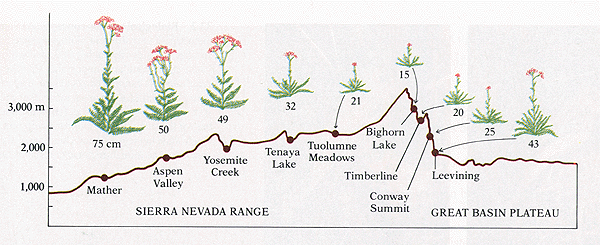 15
21
20
32
49
3,000 m
50
25
43
75 cm
Bighorn
Lake
Tuolumne
Meadows
2,000
Tenaya
Lake
Yosemite
Creek
Aspen
Valley
Timberline
Leevining
1,000
Mather
Conway
Summit
SIERRA NEVADA RANGE
GREAT BASIN PLATEAU